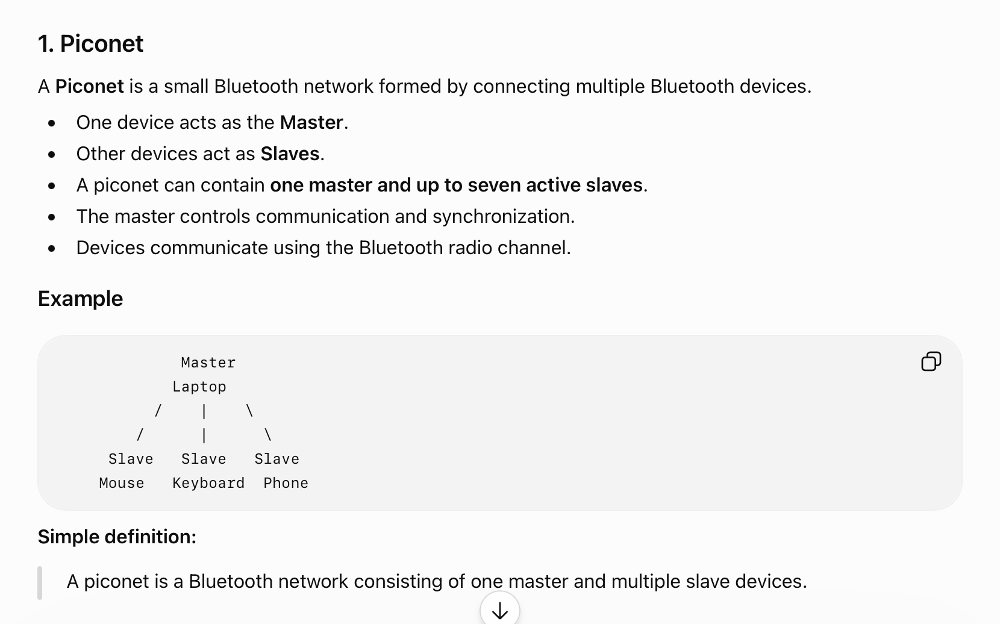 1. Piconet
A Piconet is a small Bluetooth network formed by connecting multiple Bluetooth devices.
• One device acts as the Master.
• Other devices act as Slaves.
• A piconet can contain one master and up to seven active slaves.
• The master controls communication and synchronization.
• Devices communicate using the Bluetooth radio channel.
Example
Master
Laptop
/ | \
/ | \
Slave Slave Slave
Mouse Keyboard Phone
Simple definition:
A piconet is a Bluetooth network consisting of one master and multiple slave devices.